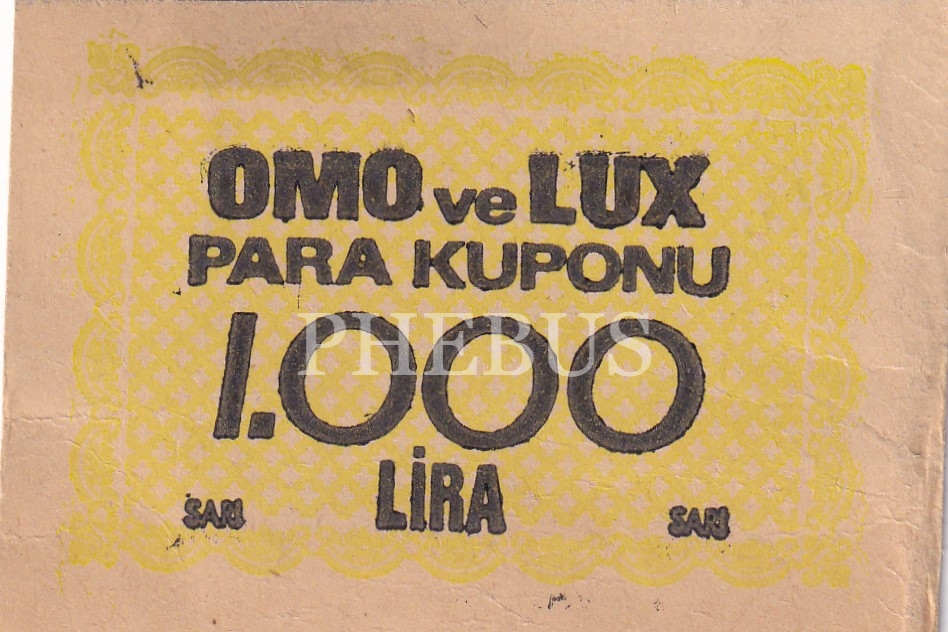 OMO ve LUX
PARA KUPONU
1.000
PHEBUS
LİRA
SARI SARI